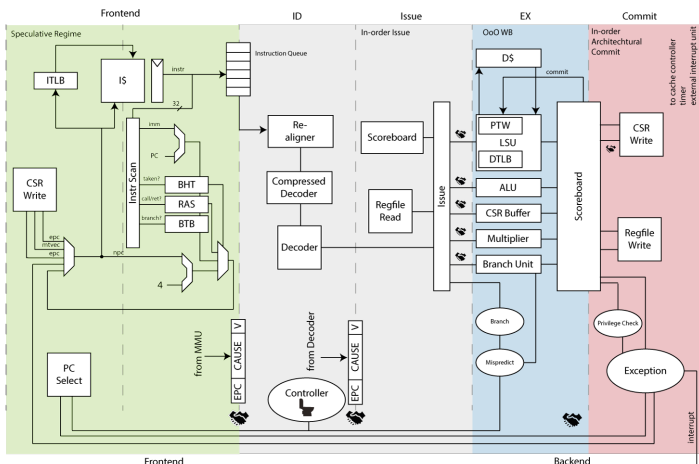 Frontend
ID
Issue
EX
Commit
Speculative Regime
In-order Issue
OoO WB
In-order
Architechtural
Commit
to cache controller
timer
external interrupt unit
ITLB
I$
instr
Instruction Queue
32
D$
commit
Instr Scan
imm
PC
Re-
aligner
Scoreboard
Issue
PTW
LSU
DTLB
Scoreboard
CSR
Write
taken?
BHT
call/ret?
RAS
branch?
BTB
Compressed
Decoder
Regfile
Read
ALU
CSR Buffer
Multiplier
Branch Unit
CSR
Write
epc
mtvec
epc
npc
4
Decoder
Regfile
Write
PC
Select
from MMU
EPC
CAUSE
V
from Decoder
EPC
CAUSE
V
Controller
Branch
Mispredict
Privilege Check
Exception
interrupt
Frontend
Backend